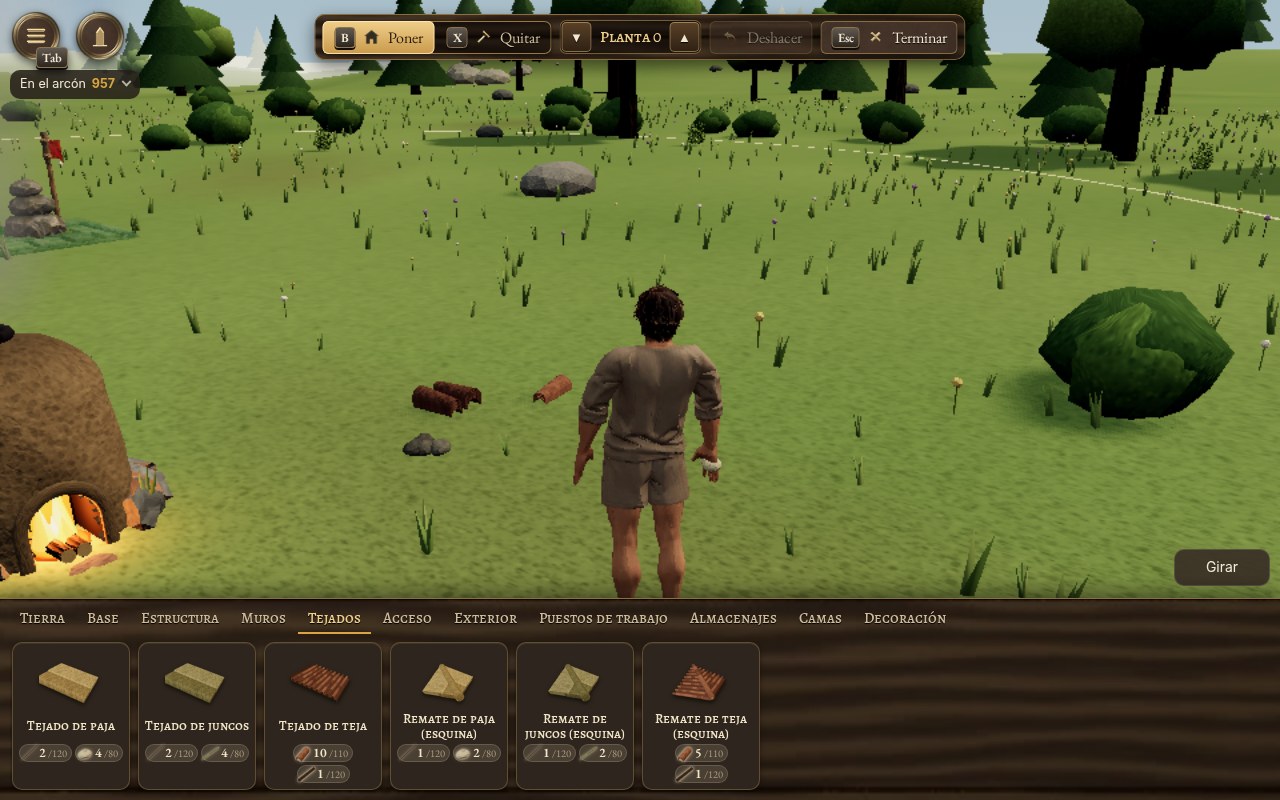 B Poner X Quitar ▼ Planta 0 ▲ Deshacer Esc ✕ Terminar
Tab
En el arcón 957
Girar
Tierra Base Estructura Muros Tejados Acceso Exterior Puestos de trabajo Almacenajes Camas Decoración
Tejado de paja
2 /120 4 /80
Tejado de juncos
2 /120 4 /80
Tejado de teja
10 /110
1 /120
Remate de paja
(esquina)
1 /120 2 /80
Remate de
juncos (esquina)
1 /120 2 /80
Remate de teja
(esquina)
5 /110
1 /120